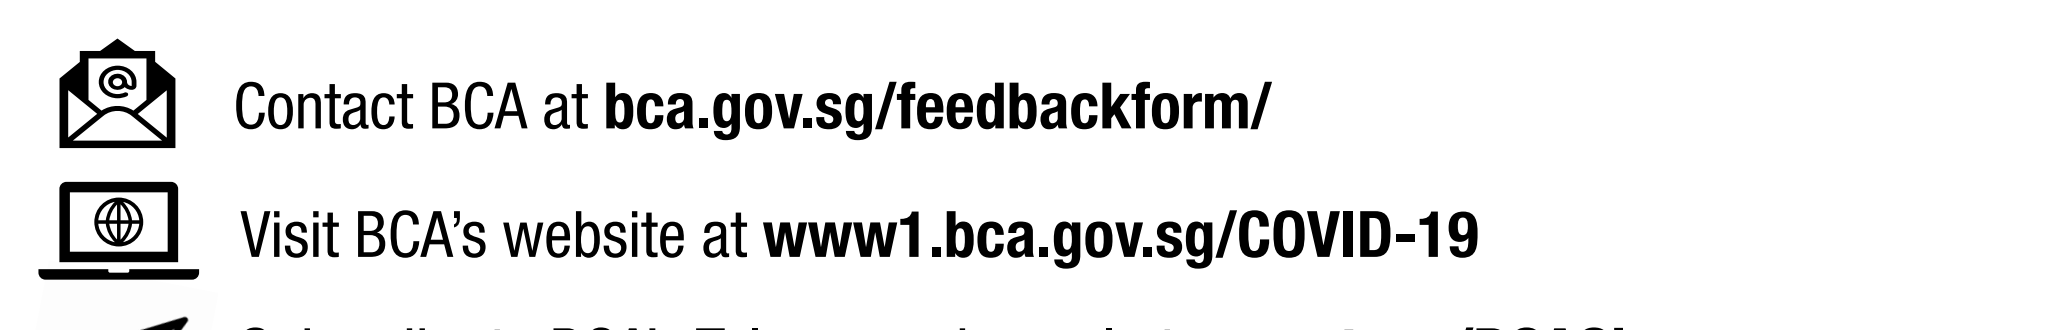 Contact BCA at bca.gov.sg/feedbackform/
Visit BCA's website at www1.bca.gov.sg/COVID-19